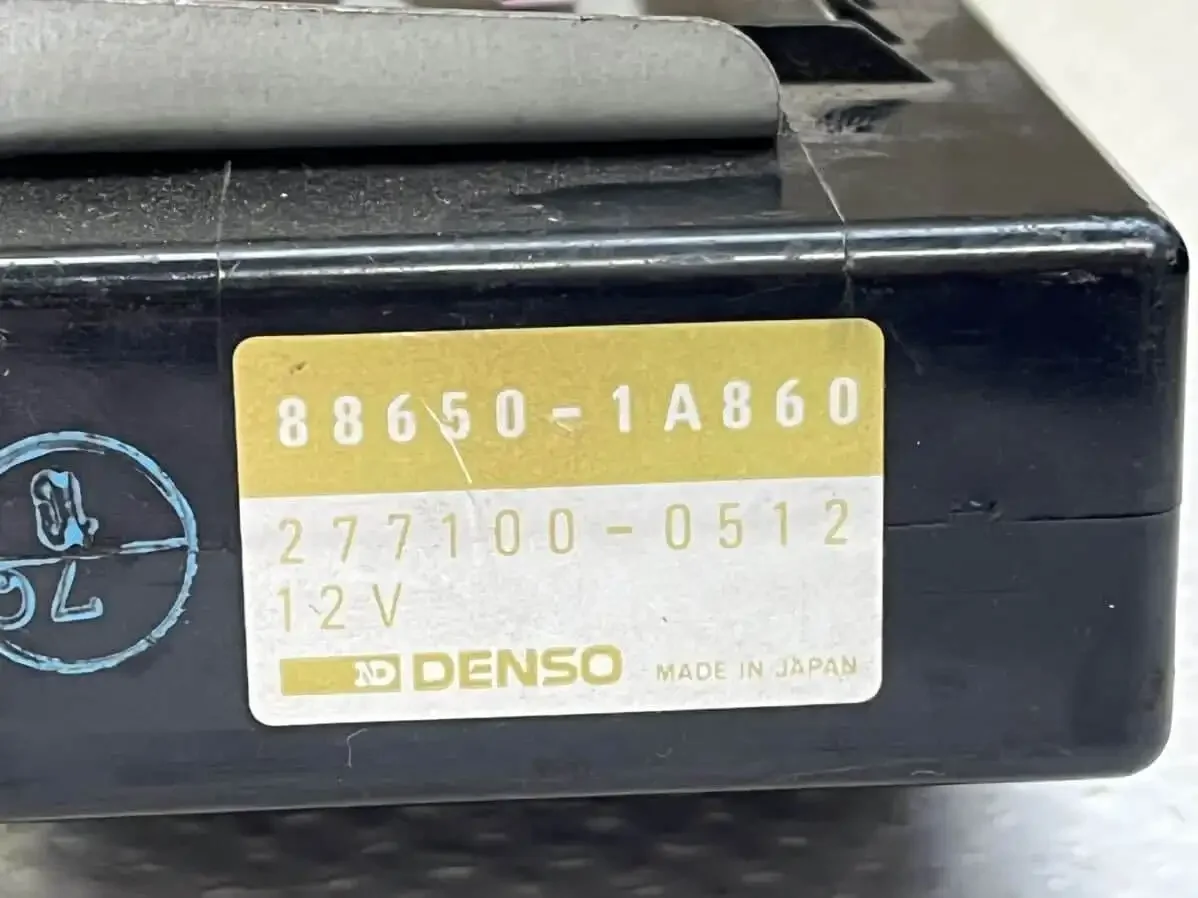 88650-1A860
277100-0512
12V
ND DENSO MADE IN JAPAN